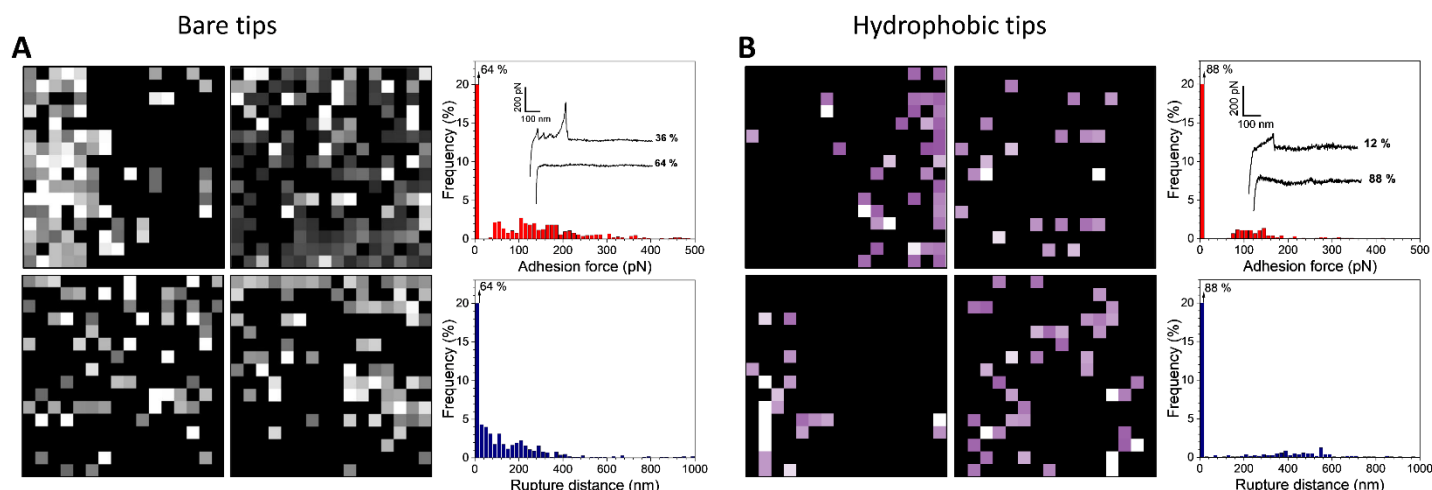 Bare tips
Hydrophobic tips
A
64 %
20
15
10
5
0
Frequency (%)
200 pN
100 nm
36 %
64 %
0 100 200 300 400 500
Adhesion force (pN)
64 %
20
15
10
5
0
Frequency (%)
0 200 400 600 800 1000
Rupture distance (nm)
B
88 %
20
15
10
5
0
Frequency (%)
200 pN
100 nm
12 %
88 %
0 100 200 300 400 500
Adhesion force (pN)
88 %
20
15
10
5
0
Frequency (%)
0 200 400 600 800 1000
Rupture distance (nm)